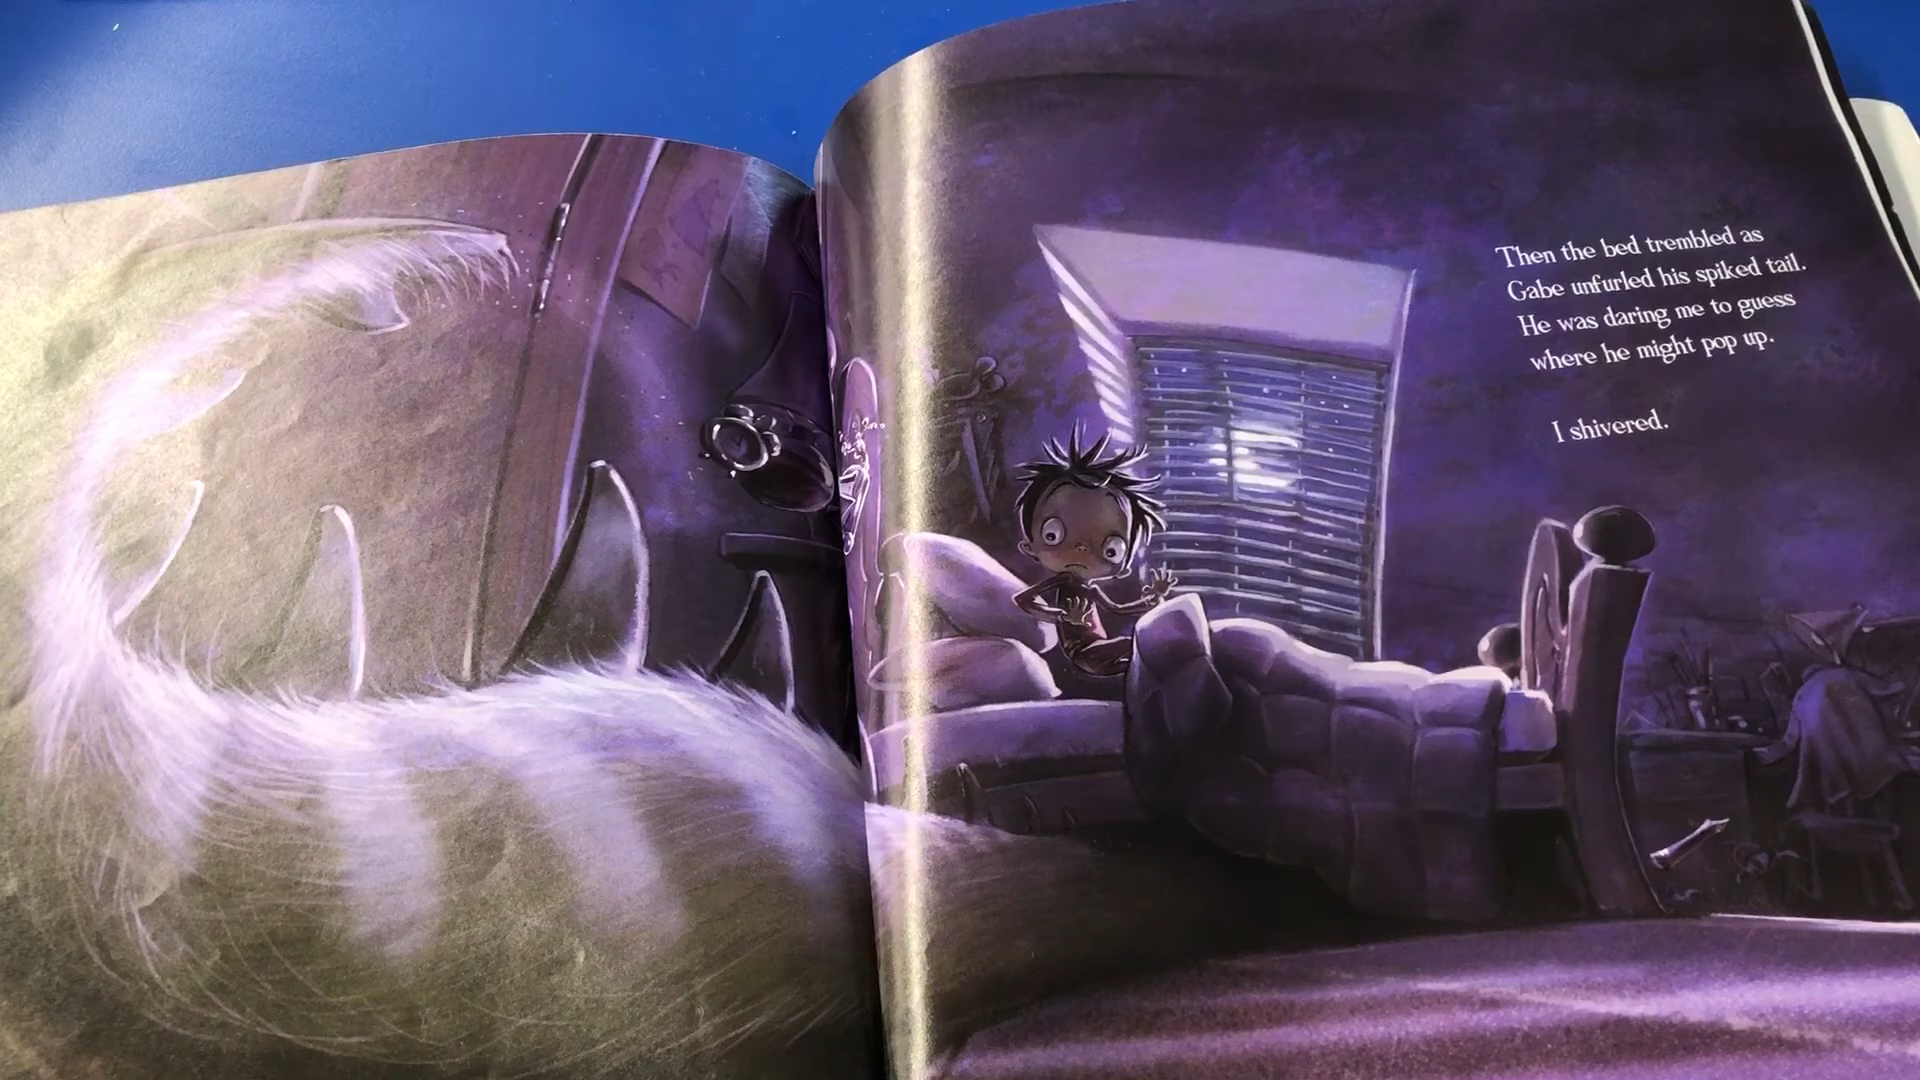 Then the bed trembled as
Gabe unfurled his spiked tail.
He was daring me to guess
where he might pop up.
I shivered.